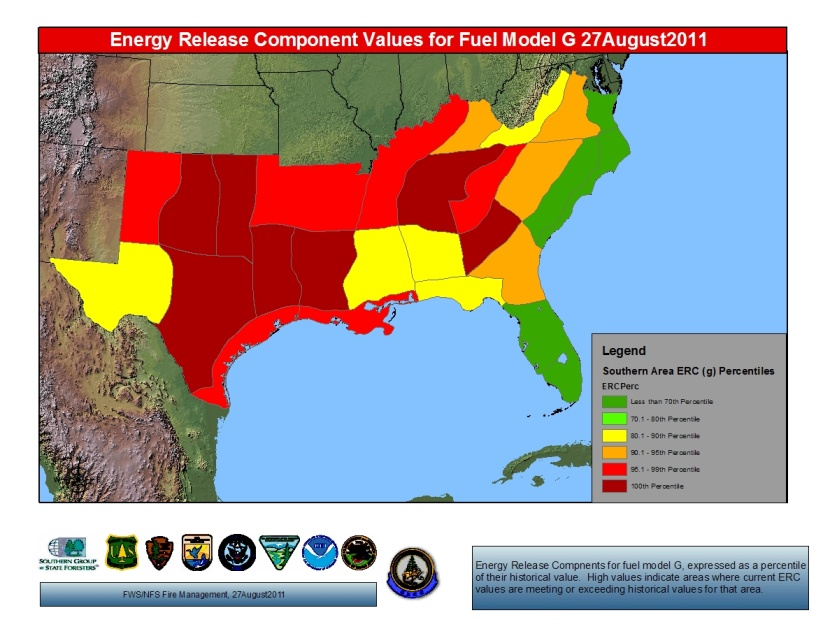 Energy Release Component Values for Fuel Model G 27August2011
Legend
Southern Area ERC (g) Percentiles
ERCPerc
Less than 70th Percentile
70.1 - 80th Percentile
80.1 - 90th Percentile
90.1 - 95th Percentile
95.1 - 99th Percentile
100th Percentile
SOUTHERN GROUP
OF STATE FORESTERS
FWS/NFS Fire Management, 27August2011
Energy Release Compnents for fuel model G, expressed as a percentile
of their historical value. High values indicate areas where current ERC
values are meeting or exceeding historical values for that area.